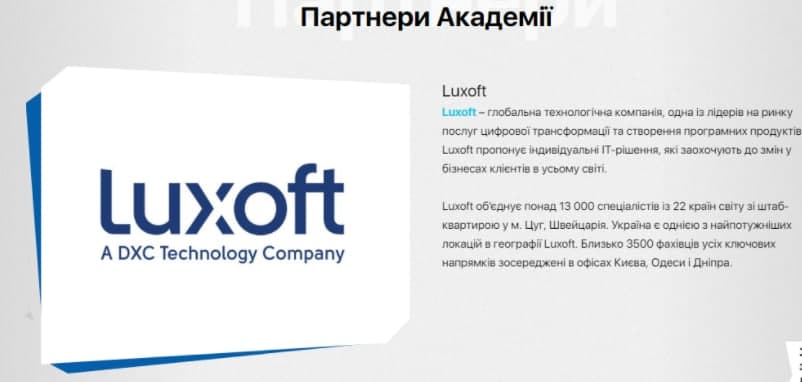 Партнери
Партнери Академії
Luxoft
A DXC Technology Company
Luxoft
Luxoft – глобальна технологічна компанія, одна із лідерів на ринку
послуг цифрової трансформації та створення програмних продуктів
Luxoft пропонує індивідуальні ІТ-рішення, які заохочують до змін у
бізнесах клієнтів в усьому світі.
Luxoft об'єднує понад 13 000 спеціалістів із 22 країн світу зі штаб-
квартирою у м. Цуг, Швейцарія. Україна є однією з найпотужніших
локацій в географії Luxoft. Близько 3500 фахівців усіх ключових
напрямків зосереджені в офісах Києва, Одеси і Дніпра.